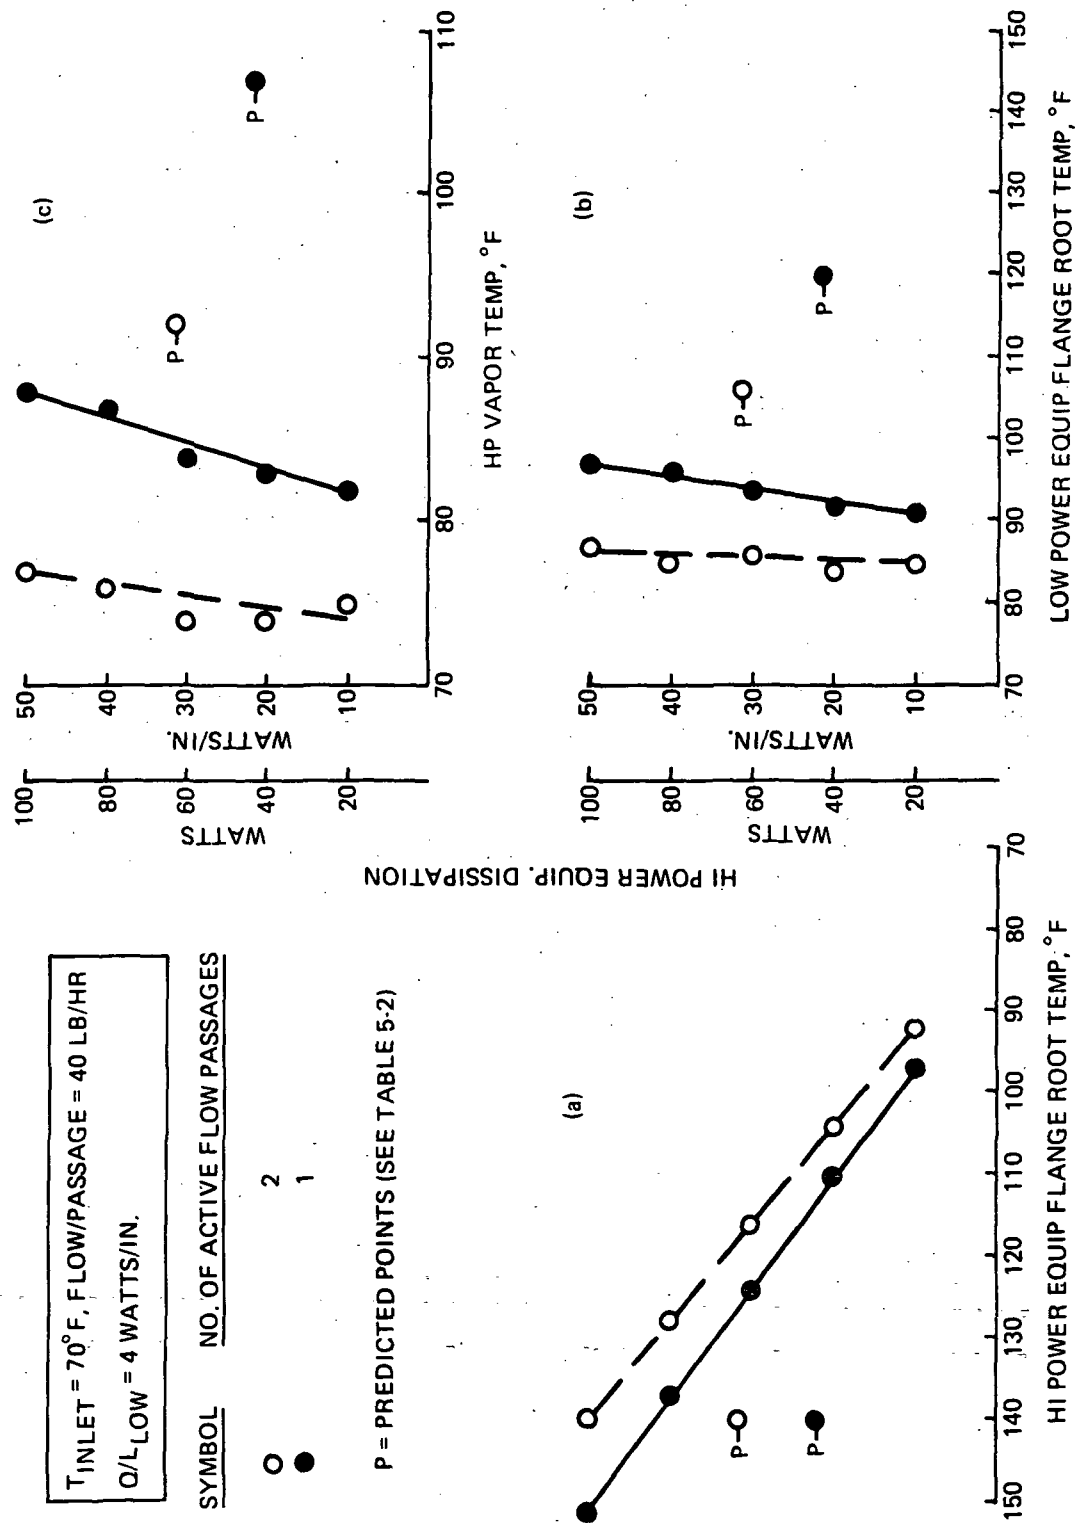 T INLET = 70°F, FLOW/PASSAGE = 40 LB/HR
Q/L LOW = 4 WATTS/IN.
SYMBOL NO. OF ACTIVE FLOW PASSAGES
2
1
P = PREDICTED POINTS (SEE TABLE 5-2)
HI POWER EQUIP. DISSIPATION
(c)
WATTS
100
80
60
40
20
WATTS/IN.
50
40
30
20
10
P
P
70 80 90 100 110
HP VAPOR TEMP, °F
(a)
P
P
150 140 130 120 110 100 90 80 70
HI POWER EQUIP FLANGE ROOT TEMP, °F
(b)
WATTS
100
80
60
40
20
WATTS/IN.
50
40
30
20
10
P
P
70 80 90 100 110 120 130 140 150
LOW POWER EQUIP FLANGE ROOT TEMP, °F